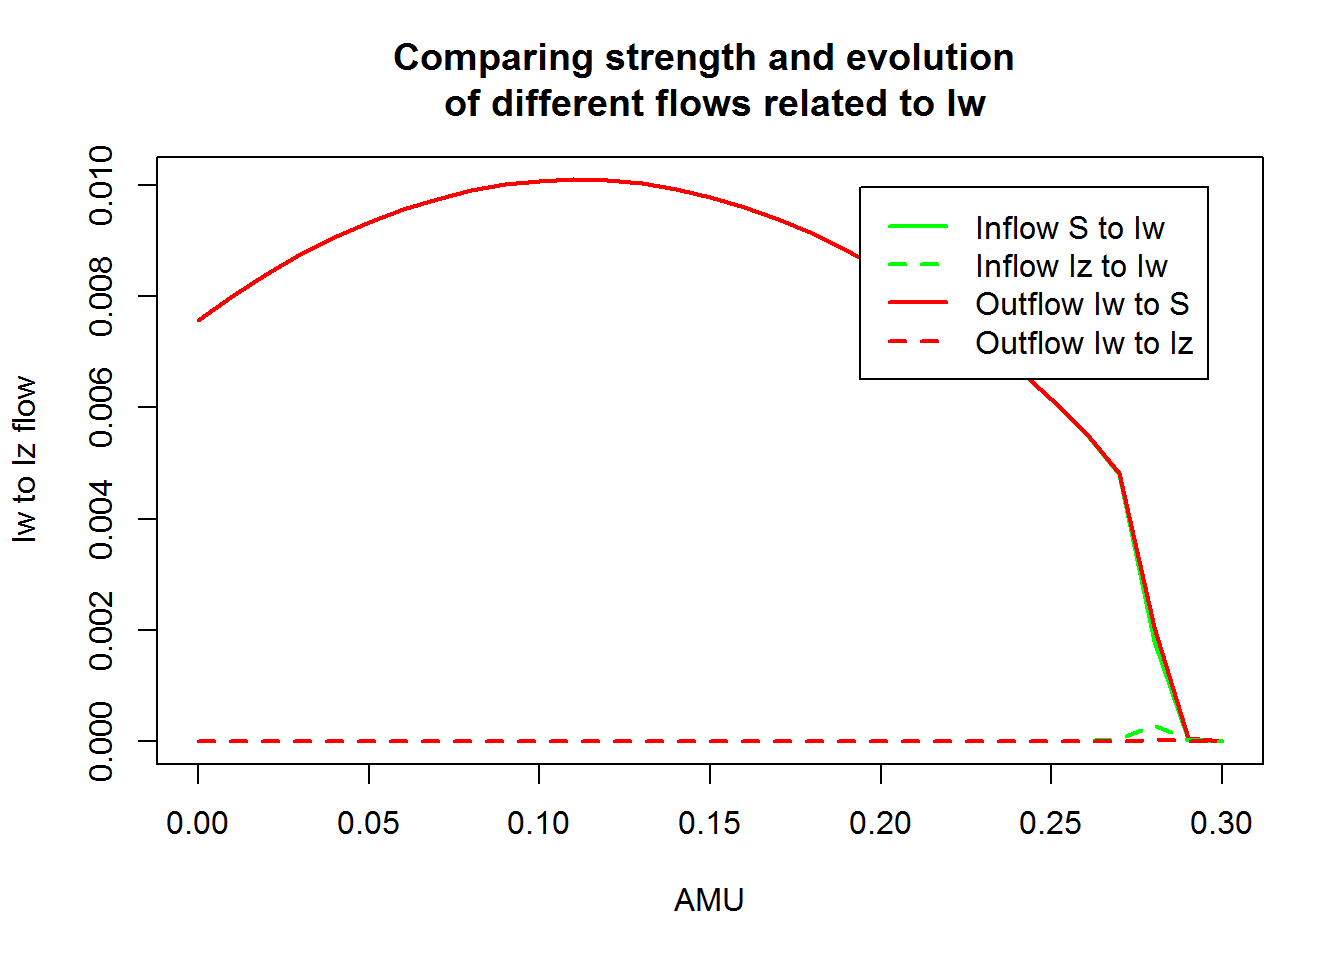 Comparing strength and evolution
of different flows related to Iw
Iw to Iz flow
0.010
0.008
0.006
0.004
0.002
0.000
Inflow S to Iw
Inflow Iz to Iw
Outflow Iw to S
Outflow Iw to Iz
0.00 0.05 0.10 0.15 0.20 0.25 0.30
AMU